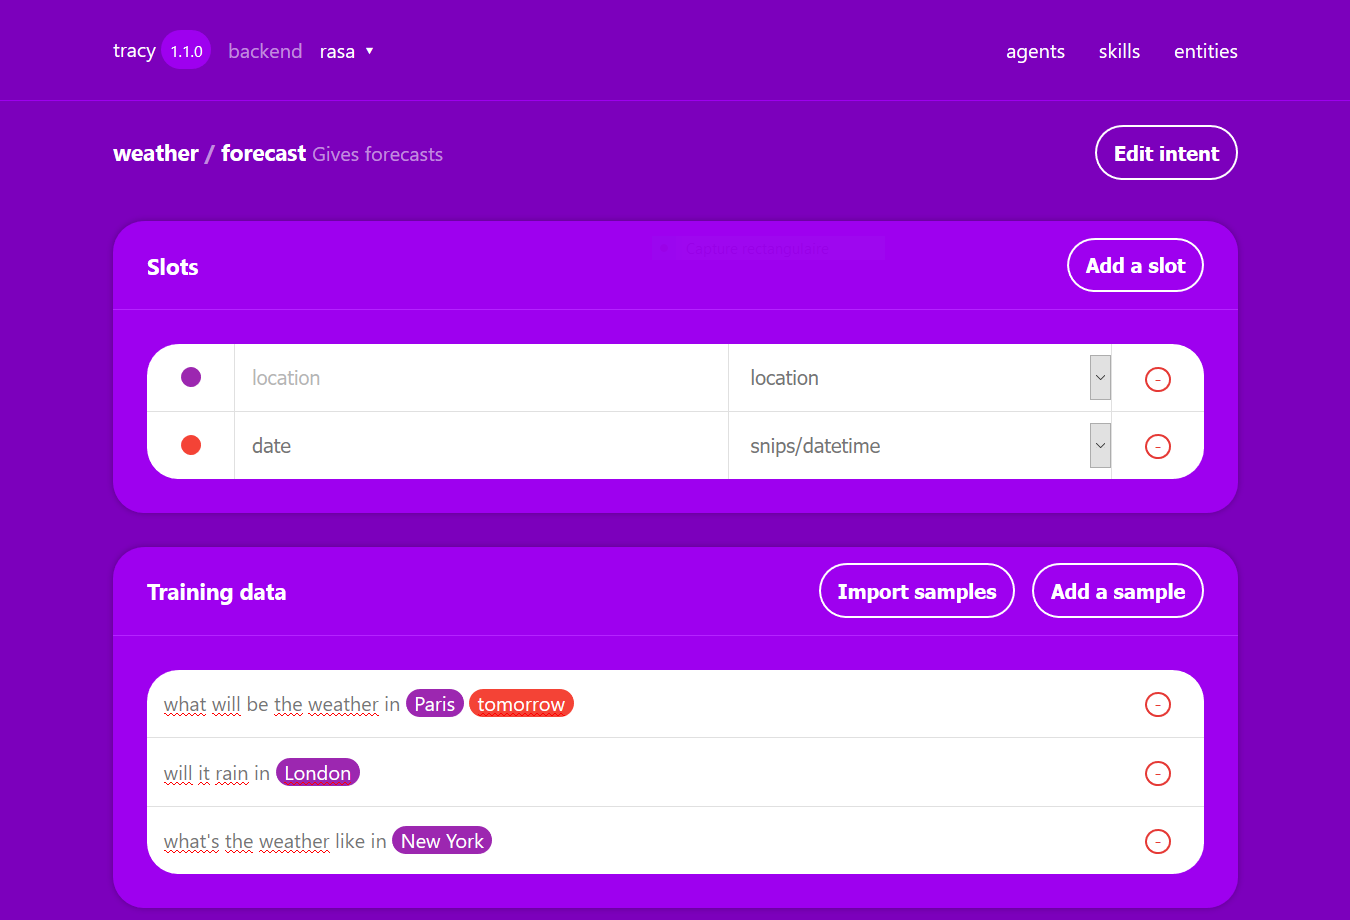 tracy 1.1.0 backend rasa agents skills entities
weather / forecast Gives forecasts Edit intent
Capture rectangulaire
Slots Add a slot
location location -
date snips/datetime -
Training data Import samples Add a sample
what will be the weather in Paris tomorrow -
will it rain in London -
what's the weather like in New York -